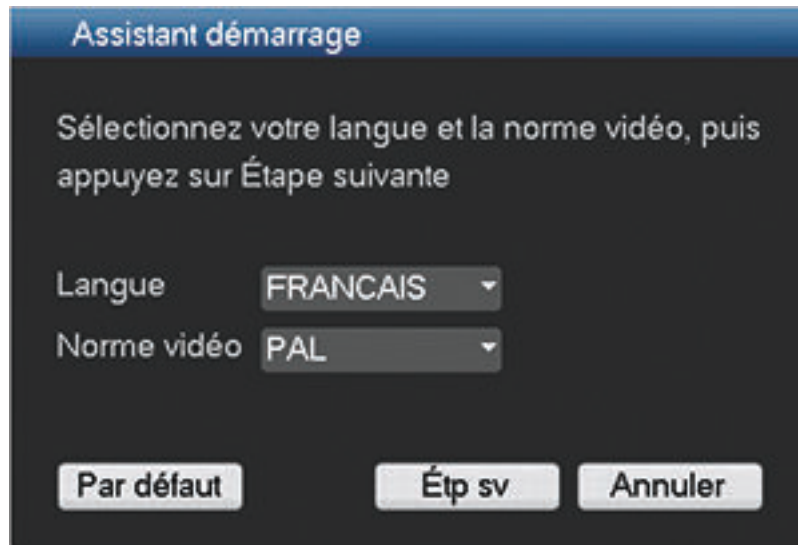 Assistant démarrage
Sélectionnez votre langue et la norme vidéo, puis
appuyez sur Étape suivante
Langue FRANCAIS
Norme vidéo PAL
Par défaut Étp sv Annuler